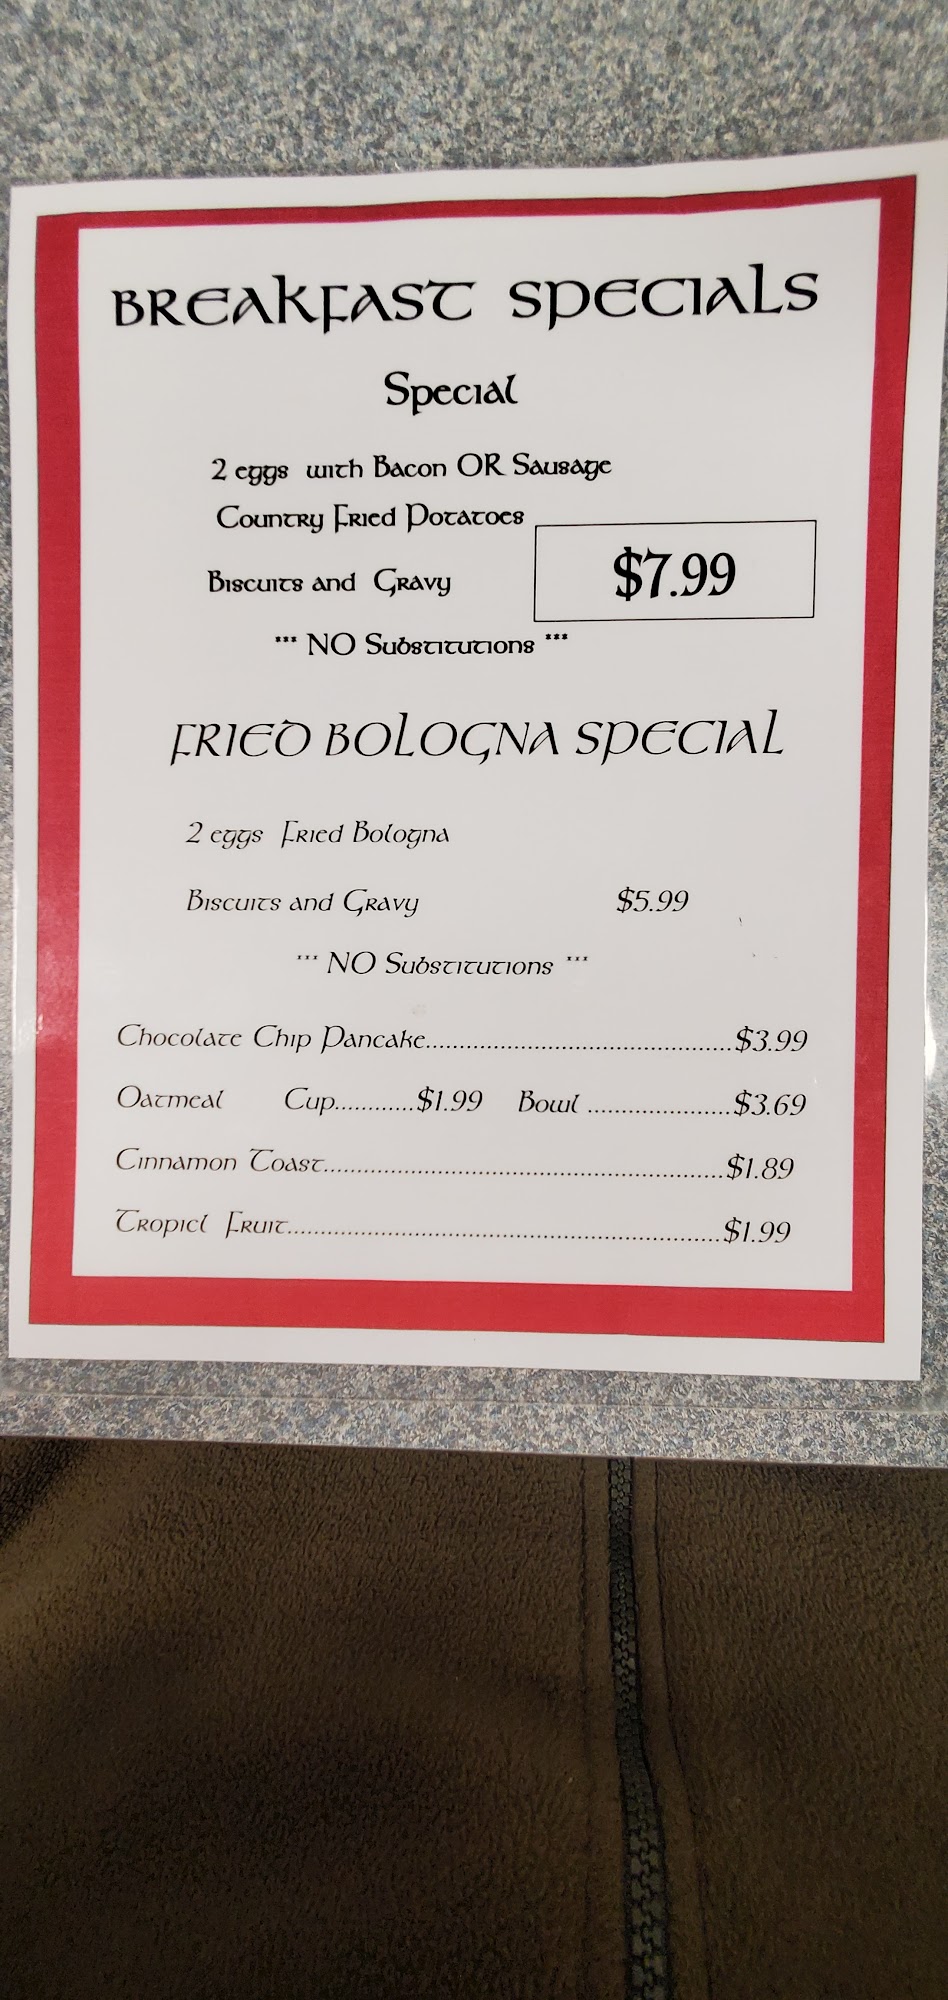 BREAKFAST SPECIALS
Special
2 eggs with Bacon OR Sausage
Country Fried Potatoes
Biscuits and Gravy $7.99
*** NO Substitutions ***
FRIED BOLOGNA SPECIAL
2 eggs Fried Bologna
Biscuits and Gravy $5.99
*** NO Substitutions ***
Chocolate Chip Pancake..............................................$3.99
Oatmeal Cup............$1.99 Bowl ......................$3.69
Cinnamon Toast............................................................$1.89
Tropicl Fruit.................................................................$1.99